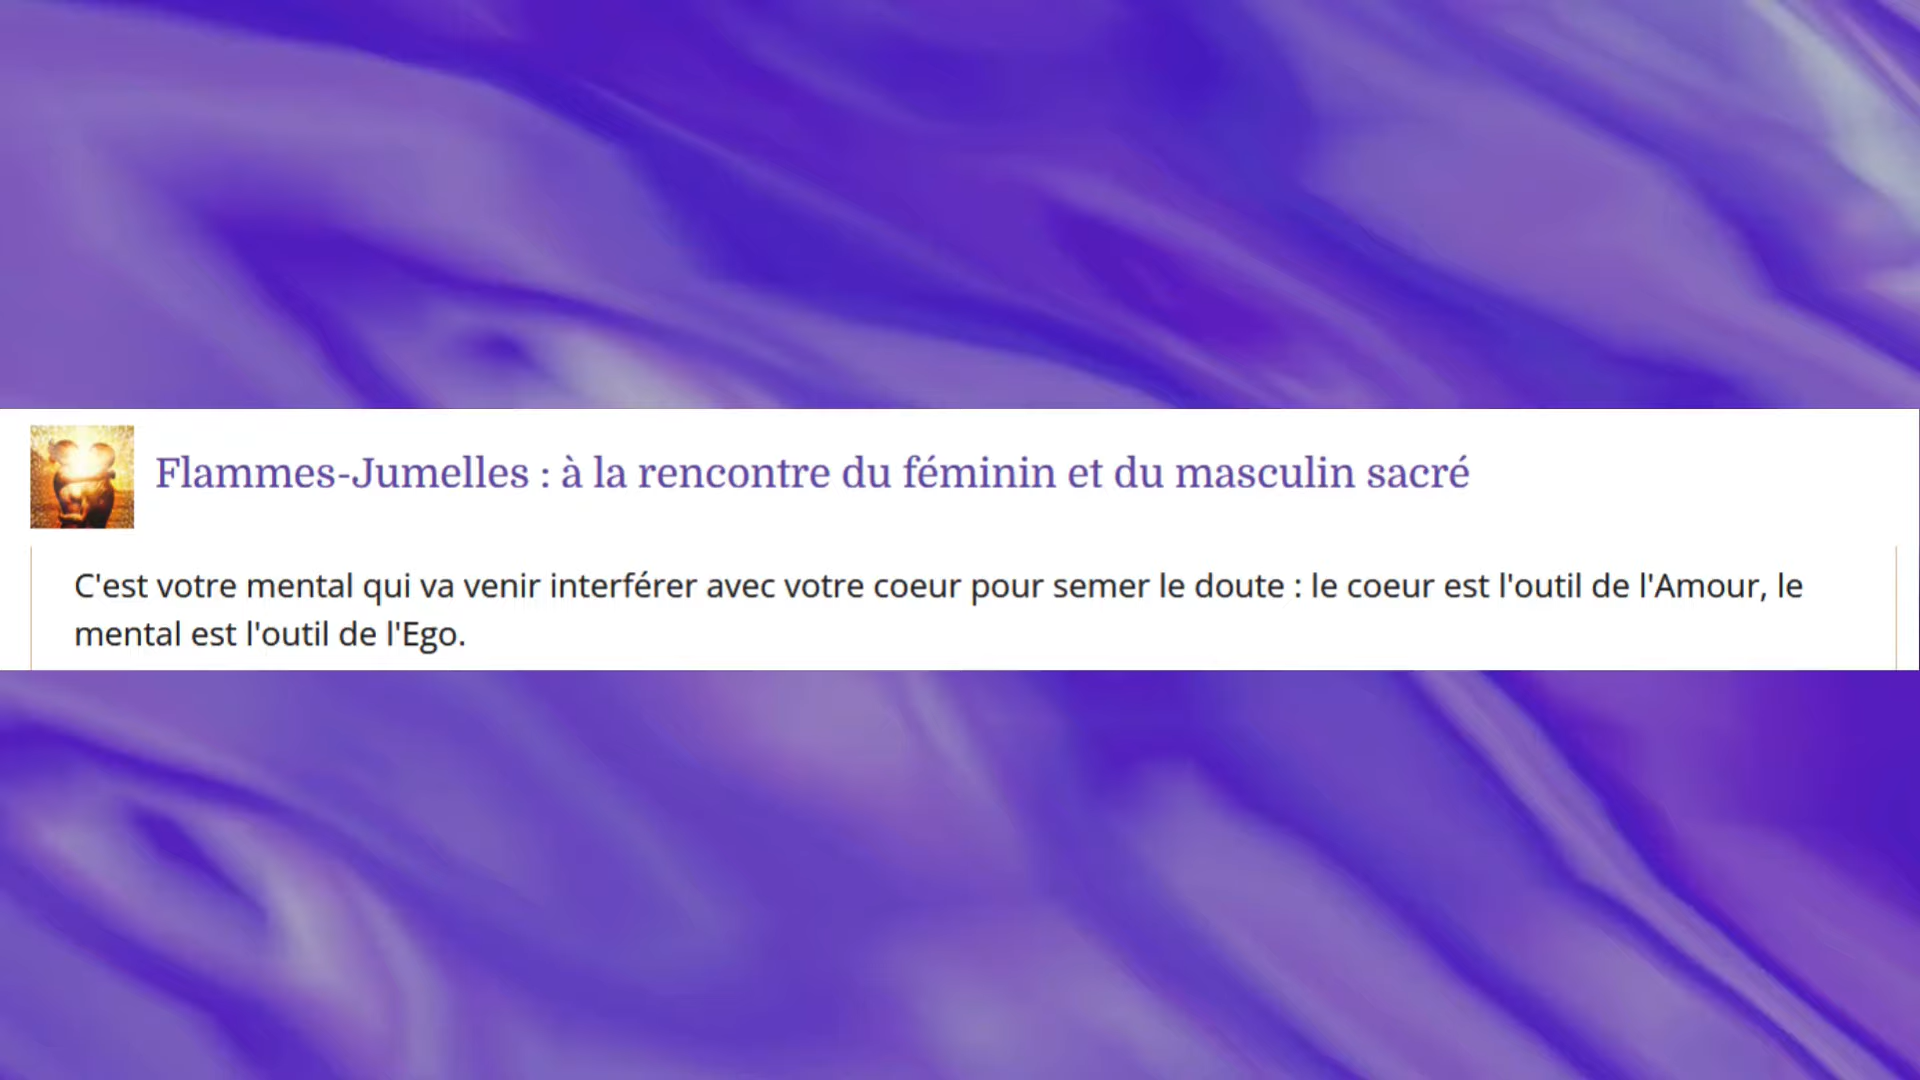 Flammes-Jumelles : à la rencontre du féminin et du masculin sacré
C'est votre mental qui va venir interférer avec votre coeur pour semer le doute : le coeur est l'outil de l'Amour, le
mental est l'outil de l'Ego.